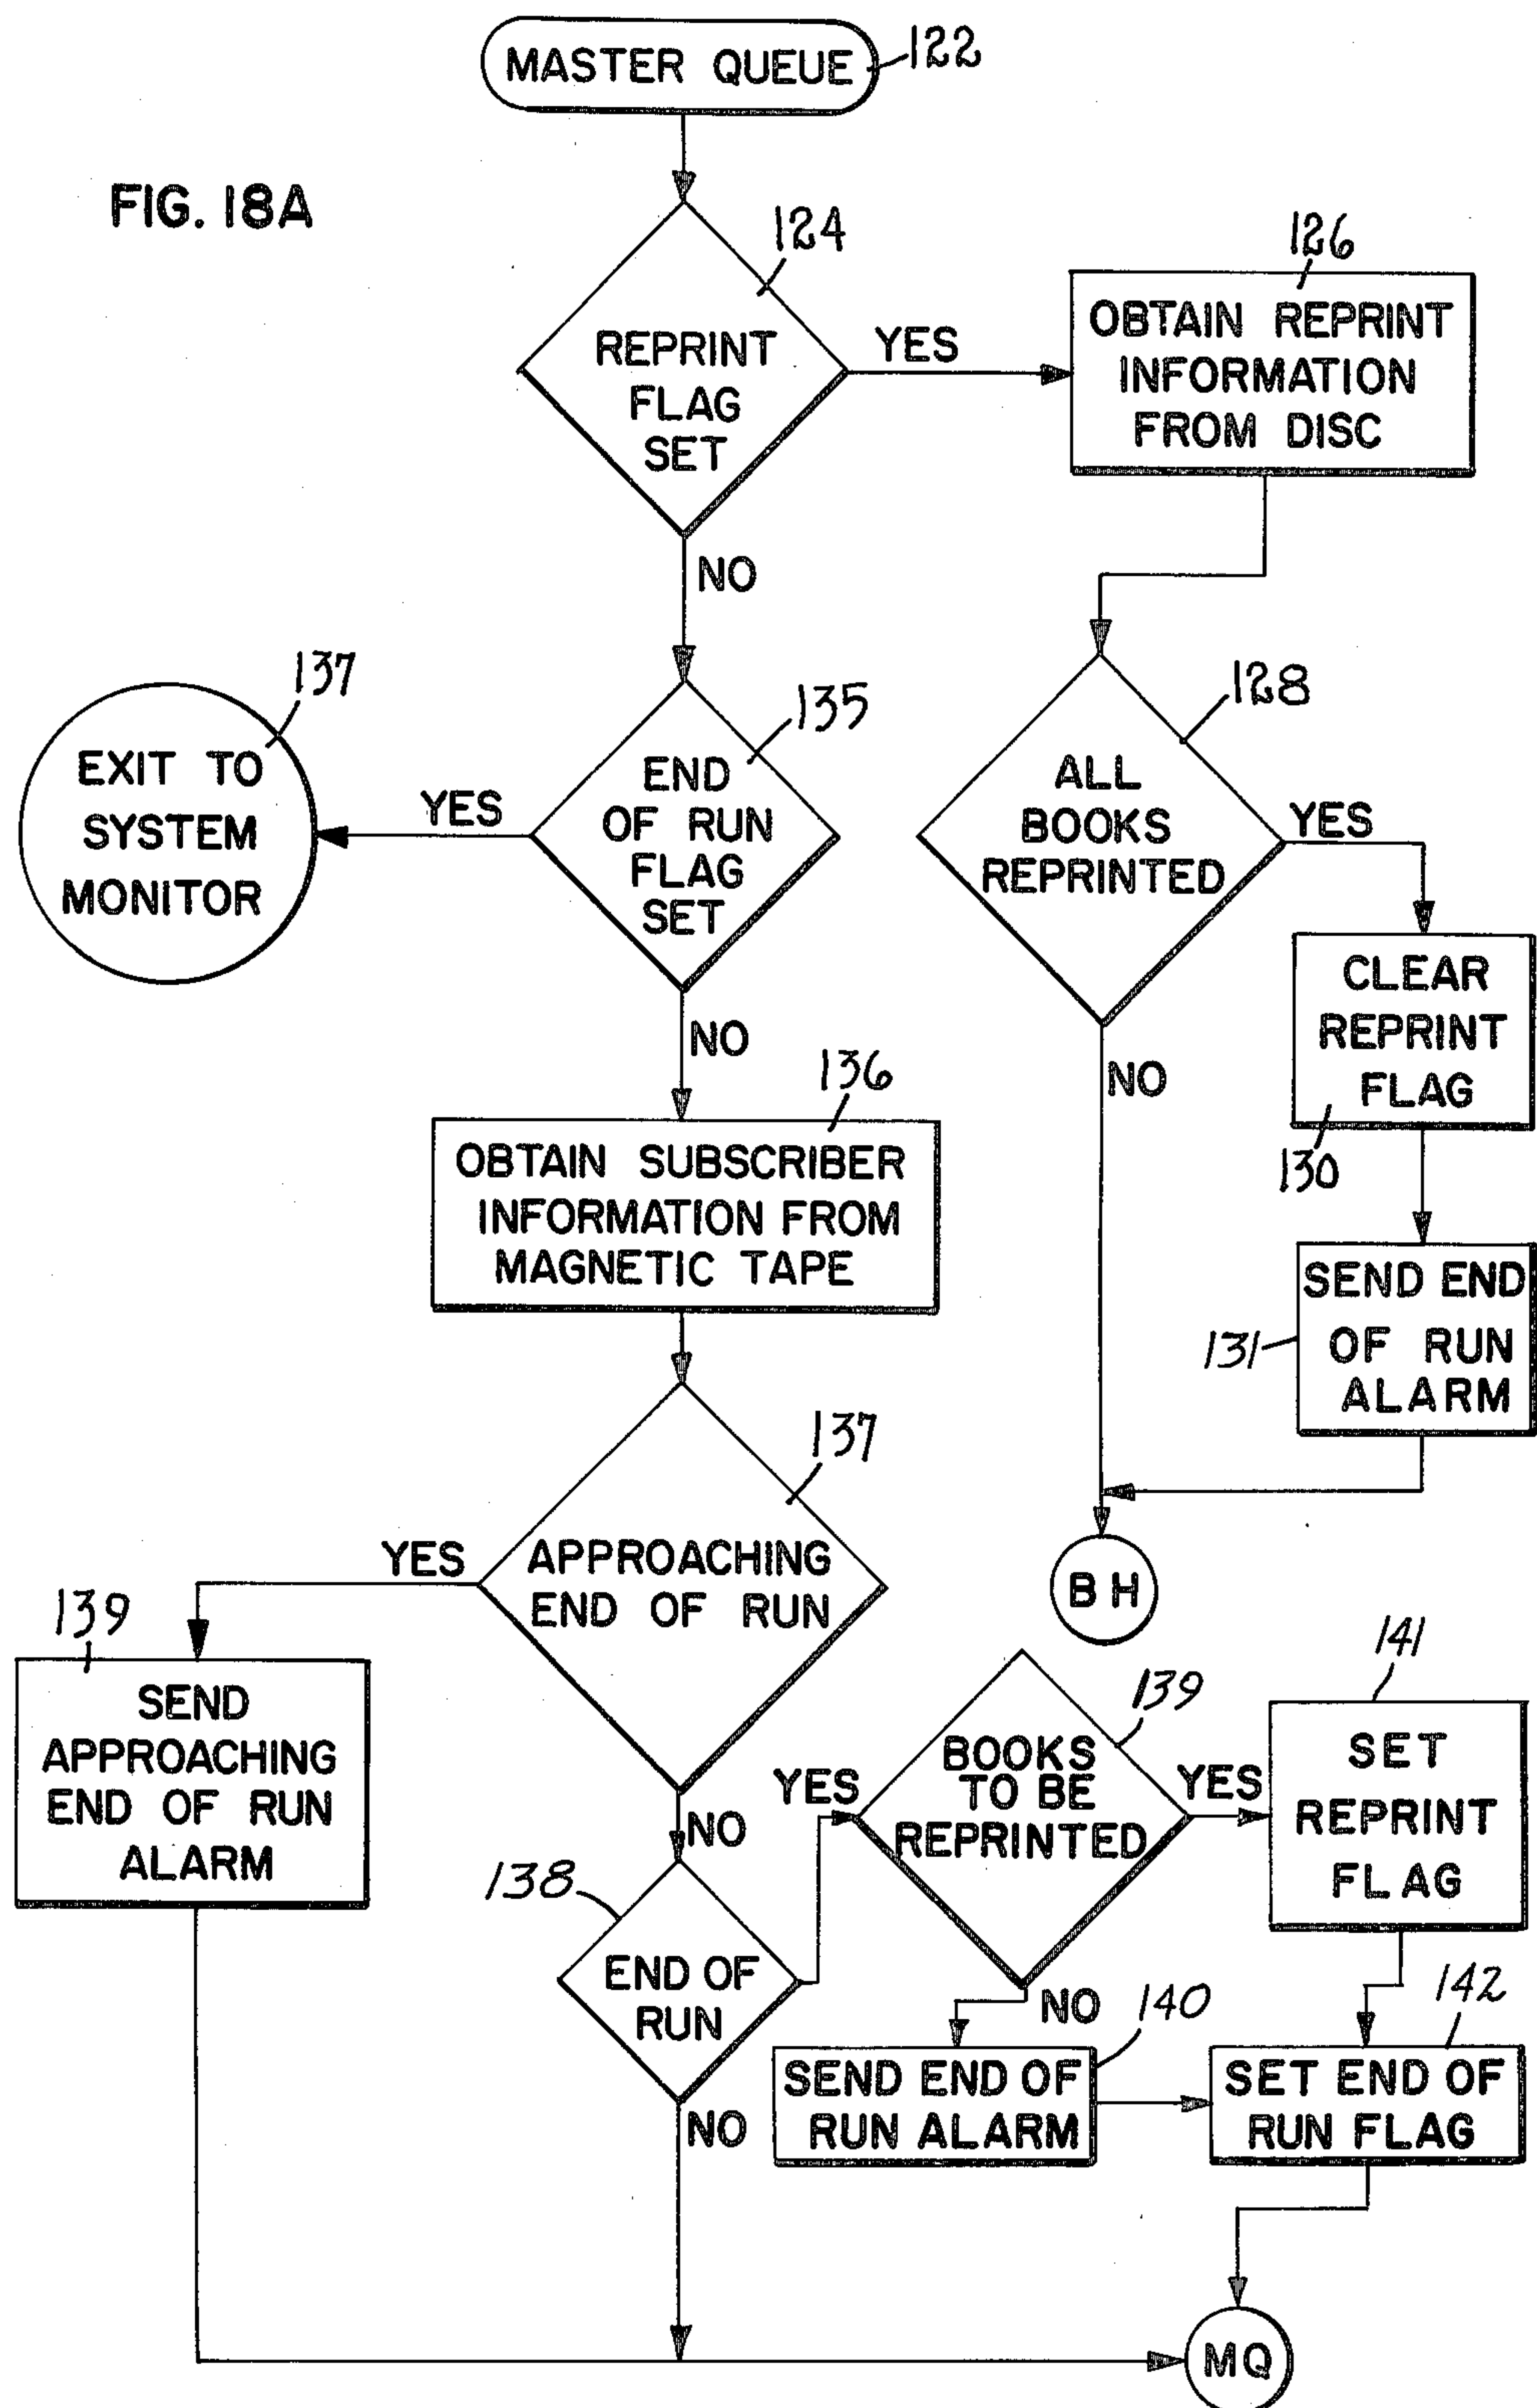 MASTER QUEUE
122
FIG. 18A
124
REPRINT
FLAG
SET
YES
126
OBTAIN REPRINT
INFORMATION
FROM DISC
NO
137
EXIT TO
SYSTEM
MONITOR
YES
135
END
OF RUN
FLAG
SET
128
ALL
BOOKS
REPRINTED
YES
NO
CLEAR
REPRINT
FLAG
130
NO
136
OBTAIN SUBSCRIBER
INFORMATION FROM
MAGNETIC TAPE
131
SEND END
OF RUN
ALARM
137
YES
APPROACHING
END OF RUN
BH
139
SEND
APPROACHING
END OF RUN
ALARM
NO
138
END OF
RUN
YES
139
BOOKS
TO BE
REPRINTED
YES
141
SET
REPRINT
FLAG
NO
140
SEND END OF
RUN ALARM
142
SET END OF
RUN FLAG
NO
MQ